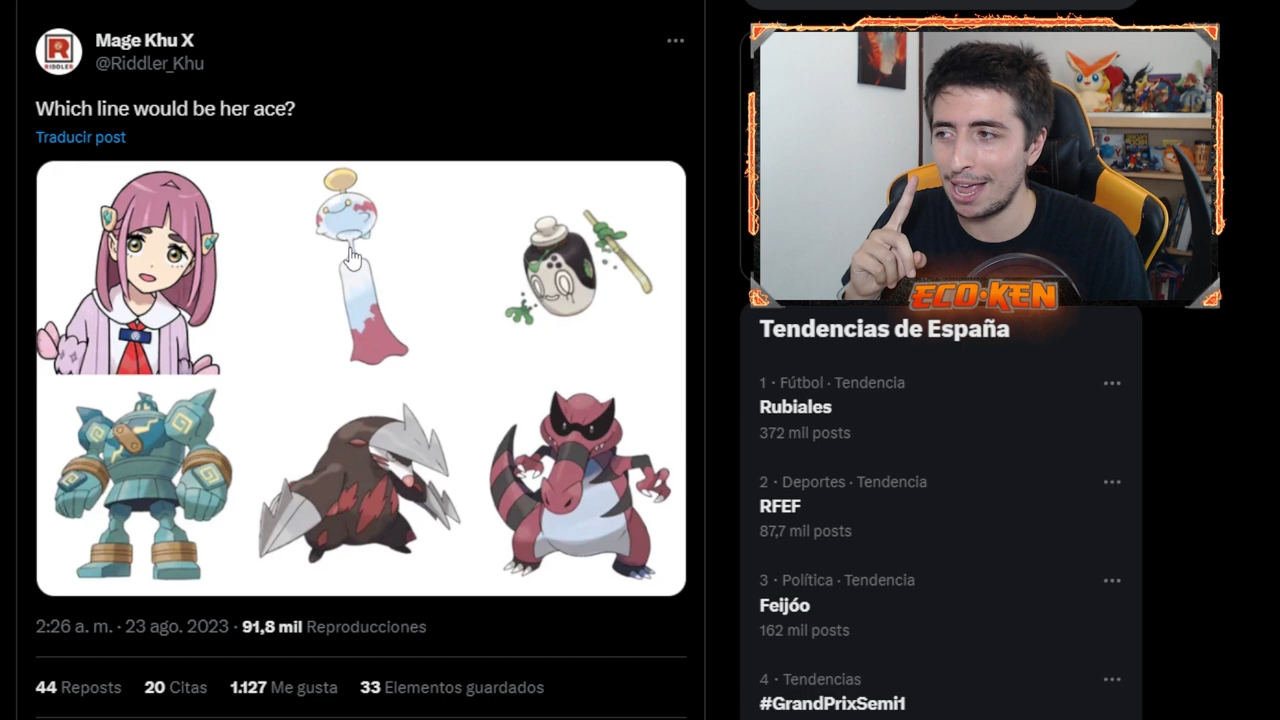 Mage Khu X
@Riddler_Khu
RIDDLER
Which line would be her ace?
Traducir post
2:26 a. m. · 23 ago. 2023 · 91,8 mil Reproducciones
44 Reposts 20 Citas 1.127 Me gusta 33 Elementos guardados
ECO·KEN
Tendencias de España
1 · Fútbol · Tendencia
Rubiales
372 mil posts
2 · Deportes · Tendencia
RFEF
87,7 mil posts
3 · Política · Tendencia
Feijóo
162 mil posts
4 · Tendencias
#GrandPrixSemi1